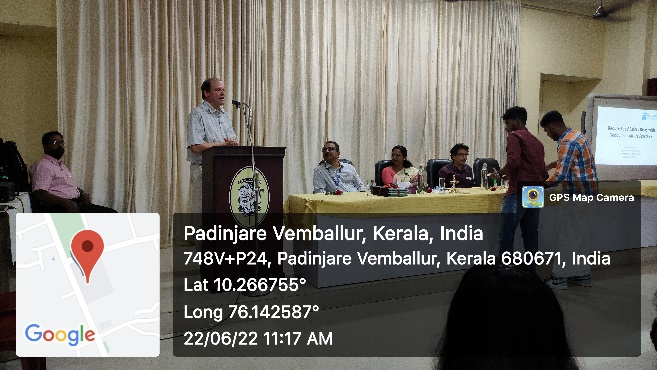 GPS Map Camera
Padinjare Vemballur, Kerala, India
748V+P24, Padinjare Vemballur, Kerala 680671, India
Lat 10.266755°
Long 76.142587°
22/06/22 11:17 AM
Google